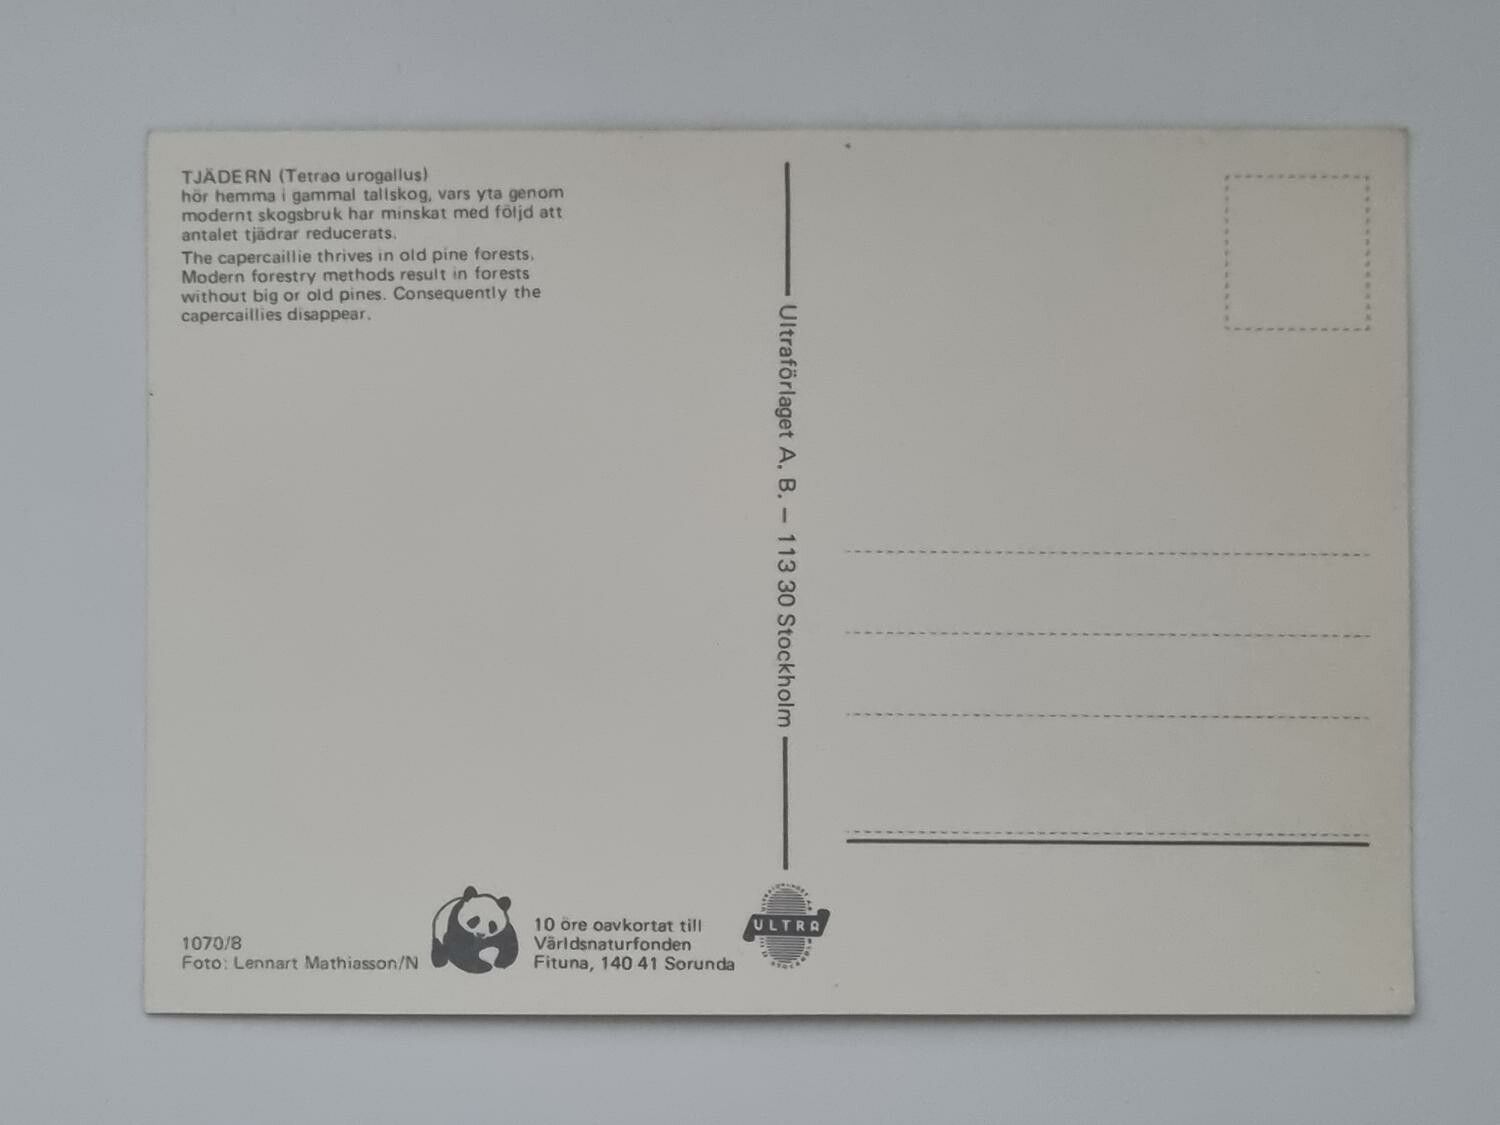 TJÄDERN (Tetrao urogallus)
hör hemma i gammal tallskog, vars yta genom
modernt skogsbruk har minskat med följd att
antalet tjädrar reducerats.
The capercaillie thrives in old pine forests.
Modern forestry methods result in forests
without big or old pines. Consequently the
capercaillies disappear.
Ultraförlaget A. B. – 113 30 Stockholm
1070/8
Foto: Lennart Mathiasson/N
10 öre oavkortat till
Världsnaturfonden
Fituna, 140 41 Sorunda
ULTRA